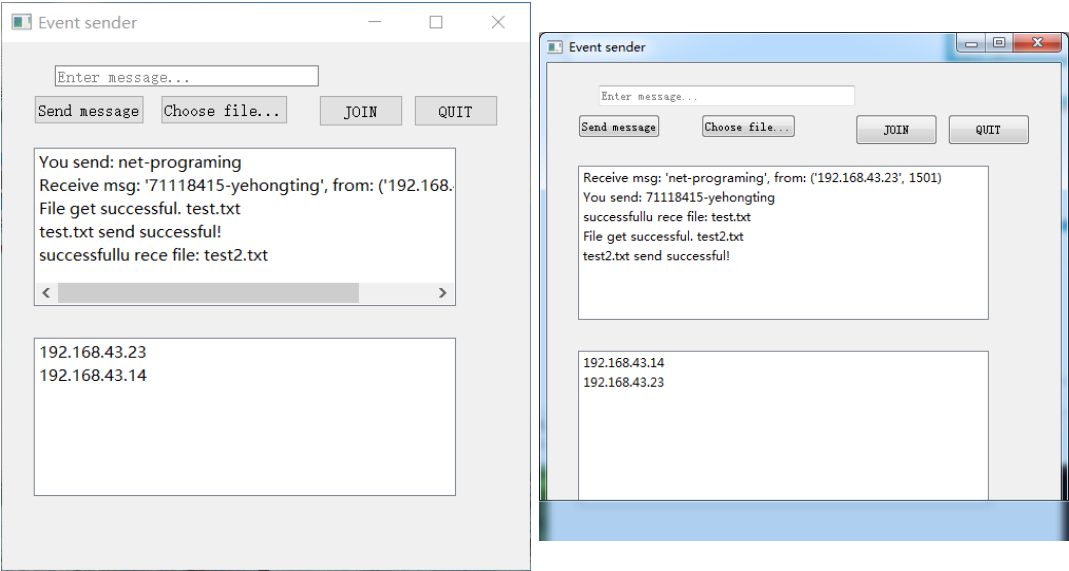 Event sender
Enter message...
Send message Choose file... JOIN QUIT
You send: net-programing
Receive msg: '71118415-yehongting', from: ('192.168.
File get successful. test.txt
test.txt send successful!
successfullu rece file: test2.txt
192.168.43.23
192.168.43.14
Event sender
Enter message...
Send message Choose file... JOIN QUIT
Receive msg: 'net-programing', from: ('192.168.43.23', 1501)
You send: 71118415-yehongting
successfullu rece file: test.txt
File get successful. test2.txt
test2.txt send successful!
192.168.43.14
192.168.43.23